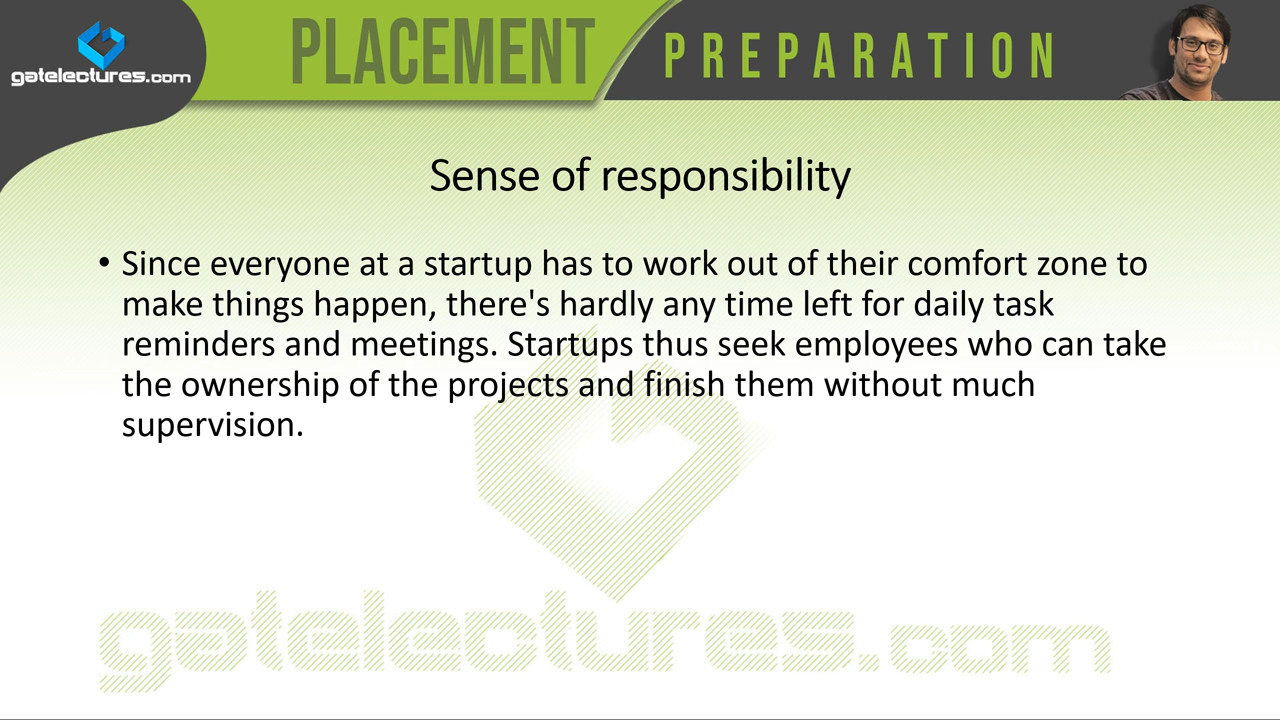 gatelectures.com
PLACEMENT PREPARATION
Sense of responsibility
• Since everyone at a startup has to work out of their comfort zone to
make things happen, there's hardly any time left for daily task
reminders and meetings. Startups thus seek employees who can take
the ownership of the projects and finish them without much
supervision.
gatelectures.com